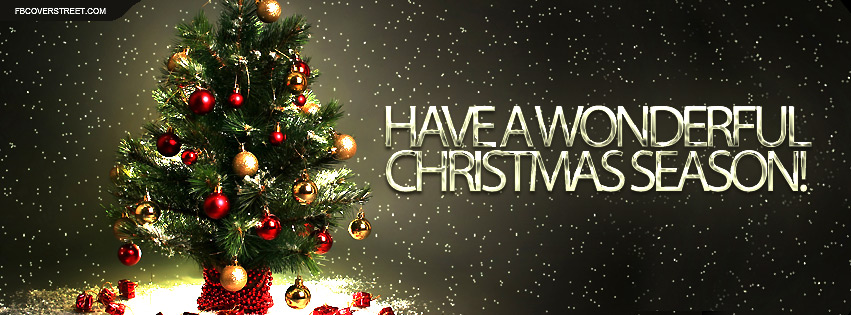 FBCOVERSTREET.COM
HAVE A WONDERFUL
CHRISTMAS SEASON!